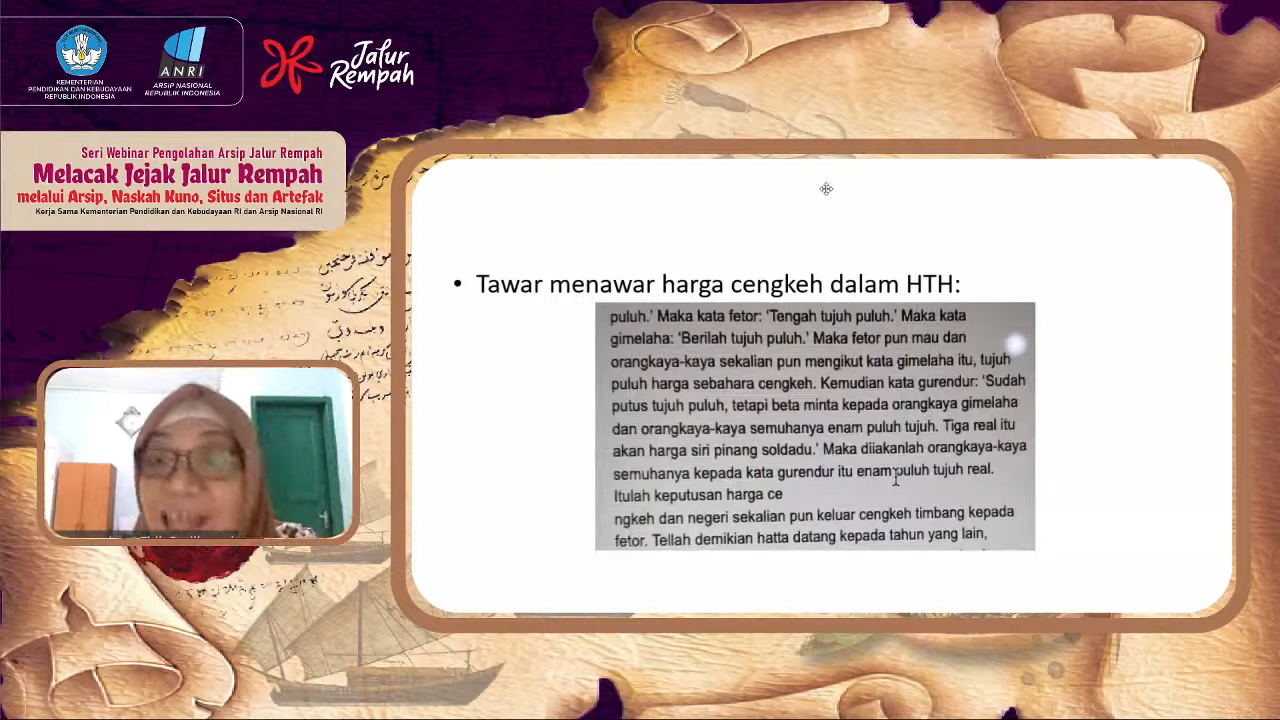 KEMENTERIAN
PENDIDIKAN DAN KEBUDAYAAN
REPUBLIK INDONESIA
ANRI
ARSIP NASIONAL
REPUBLIK INDONESIA
Jalur
Rempah
Seri Webinar Pengolahan Arsip Jalur Rempah
Melacak Jejak Jalur Rempah
melalui Arsip, Naskah Kuno, Situs dan Artefak
Kerja Sama Kementerian Pendidikan dan Kebudayaan RI dan Arsip Nasional RI
• Tawar menawar harga cengkeh dalam HTH:
puluh.’ Maka kata fetor: ‘Tengah tujuh puluh.’ Maka kata
gimelaha: ‘Berilah tujuh puluh.’ Maka fetor pun mau dan
orangkaya-kaya sekalian pun mengikut kata gimelaha itu, tujuh
puluh harga sebahara cengkeh. Kemudian kata gurendur: ‘Sudah
putus tujuh puluh, tetapi beta minta kepada orangkaya gimelaha
dan orangkaya-kaya semuhanya enam puluh tujuh. Tiga real itu
akan harga siri pinang soldadu.’ Maka diiakanlah orangkaya-kaya
semuhanya kepada kata gurendur itu enam puluh tujuh real.
Itulah keputusan harga ce
ngkeh dan negeri sekalian pun keluar cengkeh timbang kepada
fetor. Tellah demikian hatta datang kepada tahun yang lain,